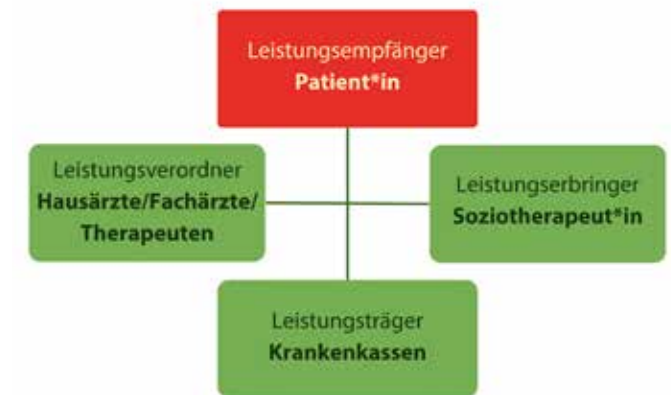 Leistungsempfänger
Patient*in
Leistungsverordner
Hausärzte/Fachärzte/
Therapeuten
Leistungserbringer
Soziotherapeut*in
Leistungsträger
Krankenkassen